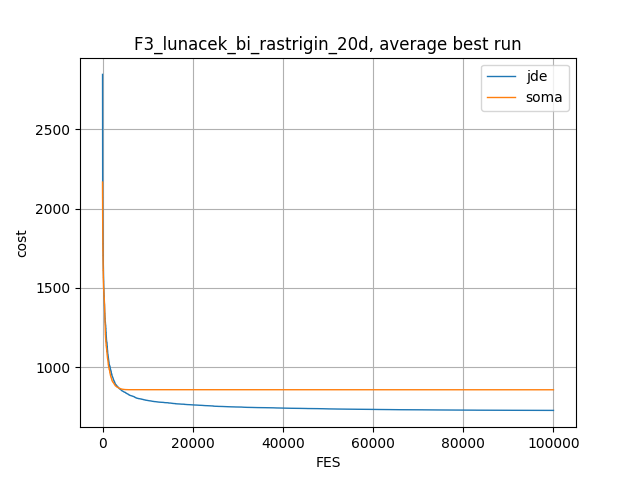 F3_lunacek_bi_rastrigin_20d, average best run
jde
soma
2500
2000
1500
1000
cost
0 20000 40000 60000 80000 100000
FES